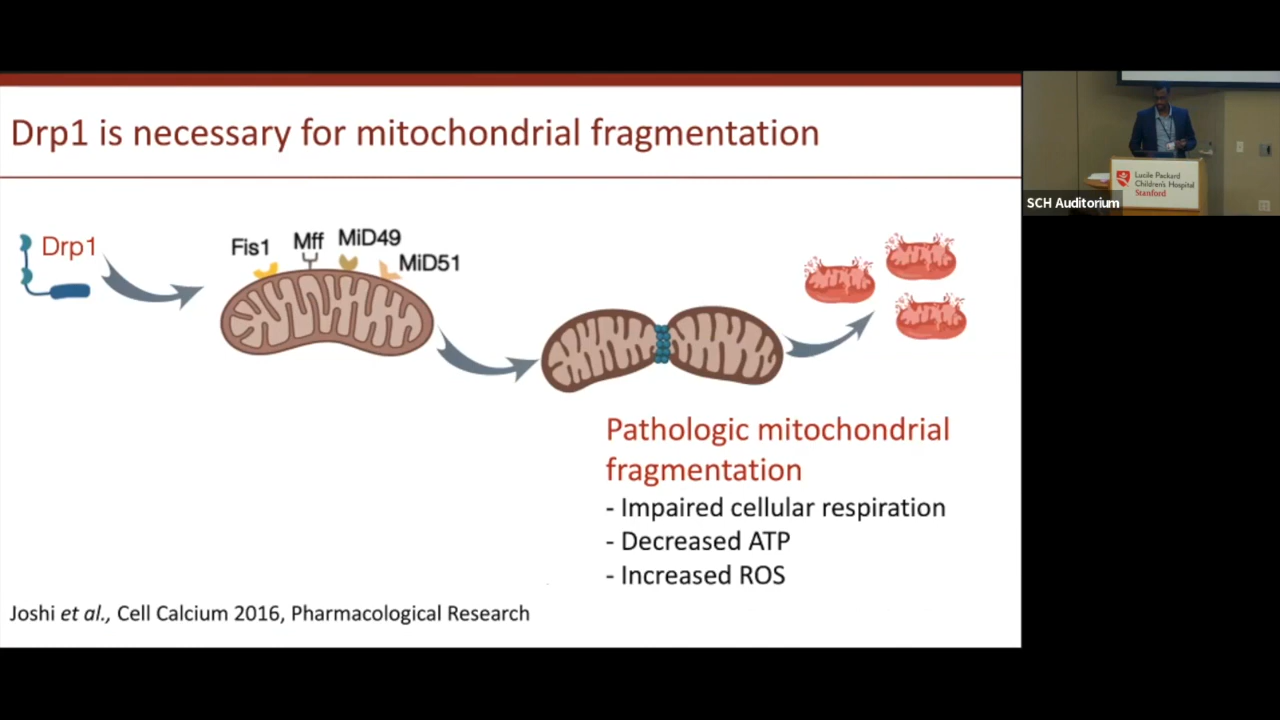 Drp1 is necessary for mitochondrial fragmentation
Drp1
Fis1
Mff
MiD49
MiD51
Pathologic mitochondrial
fragmentation
- Impaired cellular respiration
- Decreased ATP
- Increased ROS
Joshi et al., Cell Calcium 2016, Pharmacological Research
Lucile Packard
Children's Hospital
Stanford
SCH Auditorium